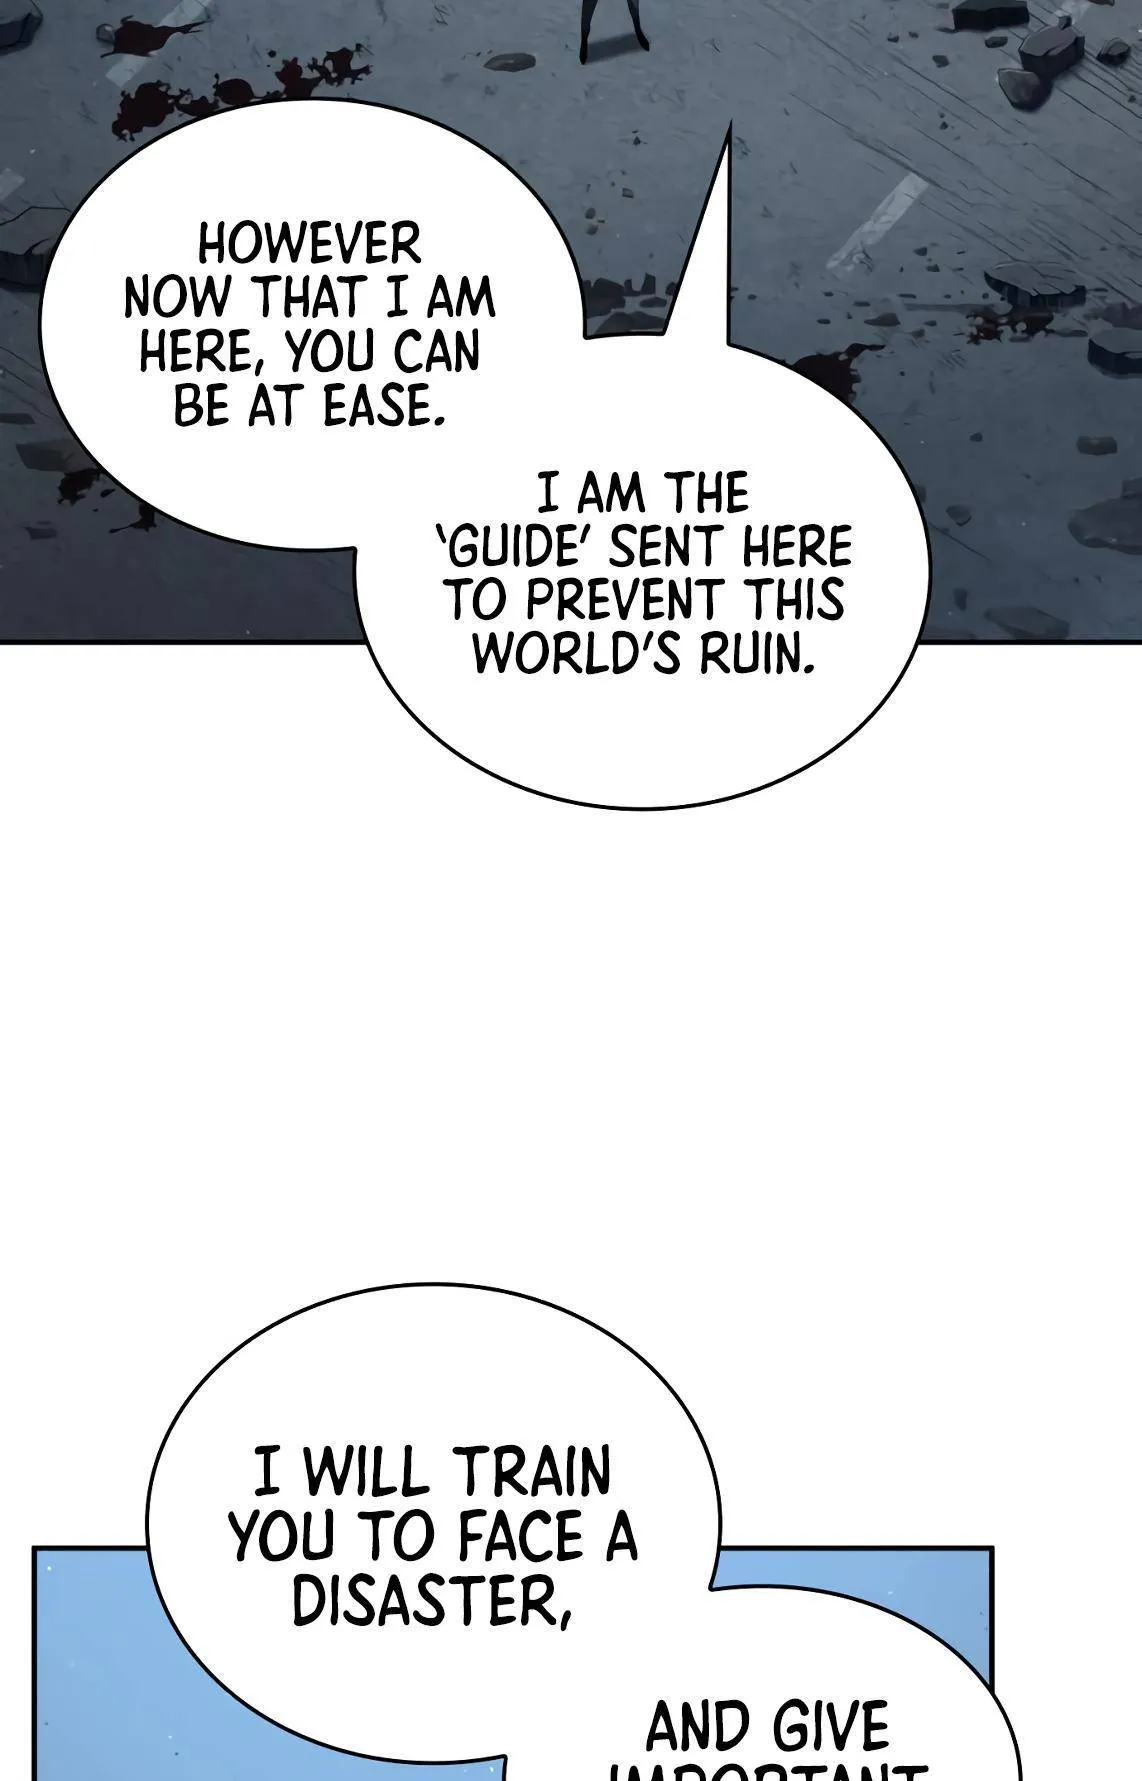 HOWEVER
NOW THAT I AM
HERE, YOU CAN
BE AT EASE.
I AM THE
'GUIDE' SENT HERE
TO PREVENT THIS
WORLD'S RUIN.
I WILL TRAIN
YOU TO FACE A
DISASTER,
AND GIVE
IMPORTANT